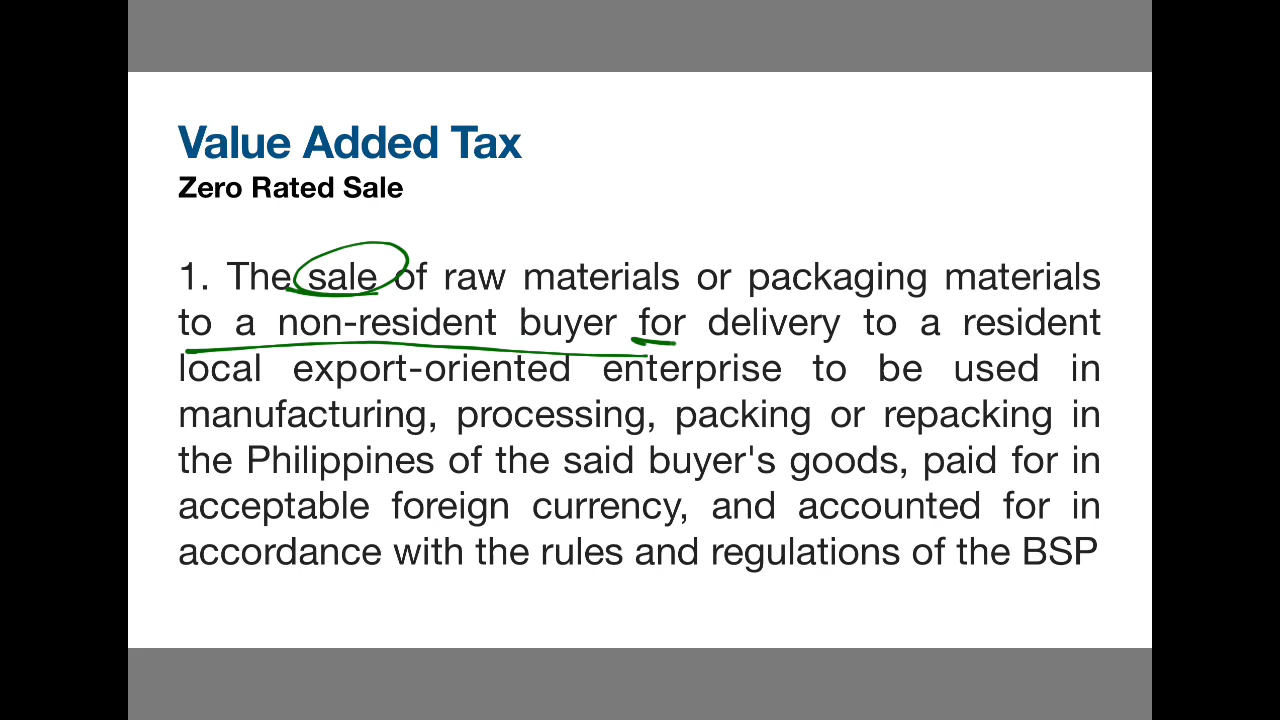 Value Added Tax
Zero Rated Sale
1. The sale of raw materials or packaging materials
to a non-resident buyer for delivery to a resident
local export-oriented enterprise to be used in
manufacturing, processing, packing or repacking in
the Philippines of the said buyer's goods, paid for in
acceptable foreign currency, and accounted for in
accordance with the rules and regulations of the BSP